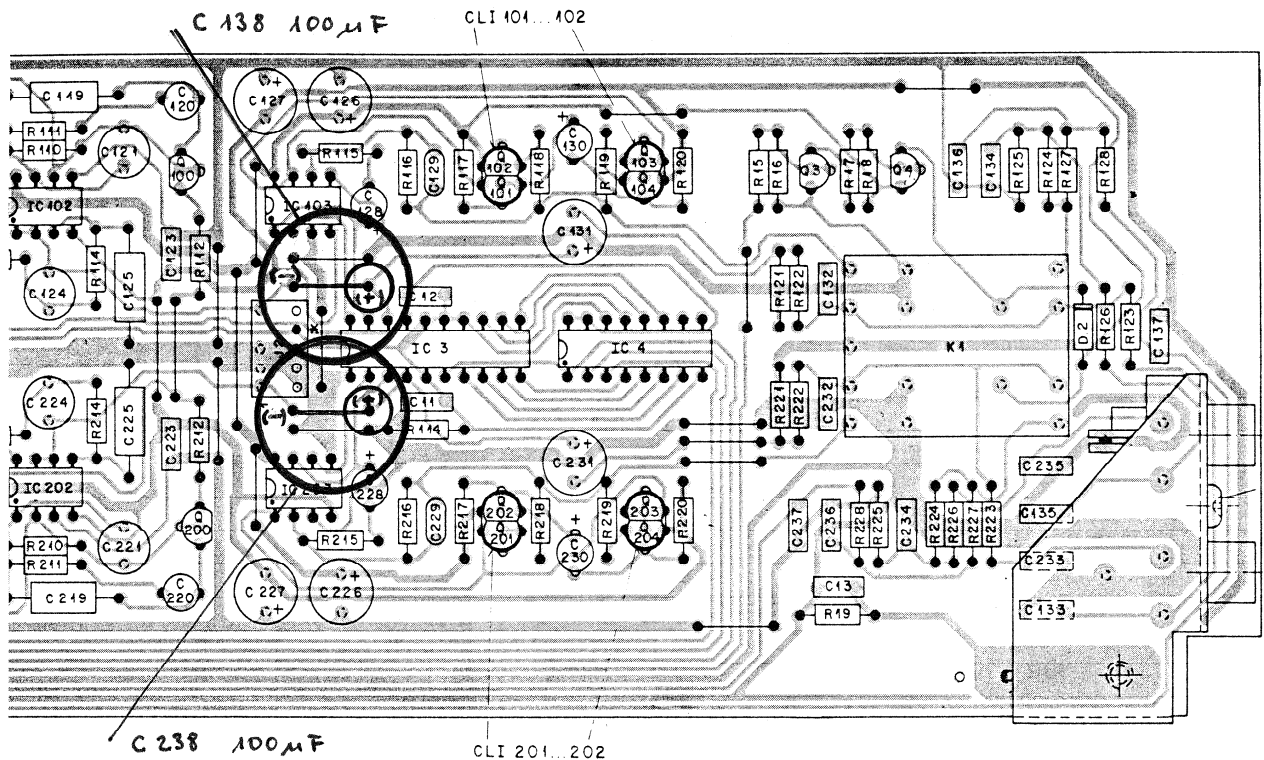 C 138 100 µF
CLI 101...102
C 149
C 120
C 127
C 126
C 130
R 111
R 110
C 121
R 115
R 116
C 129
R 117
Q 102
Q 101
R 118
R 119
Q 103
Q 104
R 120
R 15
R 16
Q 3
R 17
R 18
Q 4
C 136
C 134
R 125
R 124
R 127
R 128
Q 100
IC 102
IC 103
C 128
C 131
R 114
C 123
R 112
C 125
C 124
R 121
R 122
C 132
C 12
D 2
R 126
R 123
C 137
IC 3
IC 4
K 1
C 224
R 214
C 225
C 223
R 212
C 11
R 114
R 221
R 222
C 232
C 231
C 235
IC 202
C 228
R 216
C 229
R 217
Q 202
Q 201
R 218
R 219
Q 203
Q 204
R 220
C 237
C 236
R 228
R 225
C 234
R 224
R 226
R 227
R 223
C 135
Q 200
R 210
C 221
R 215
C 230
R 211
C 233
C 219
C 220
C 227
C 226
C 13
C 133
R 19
C 238 100 µF
CLI 201...202